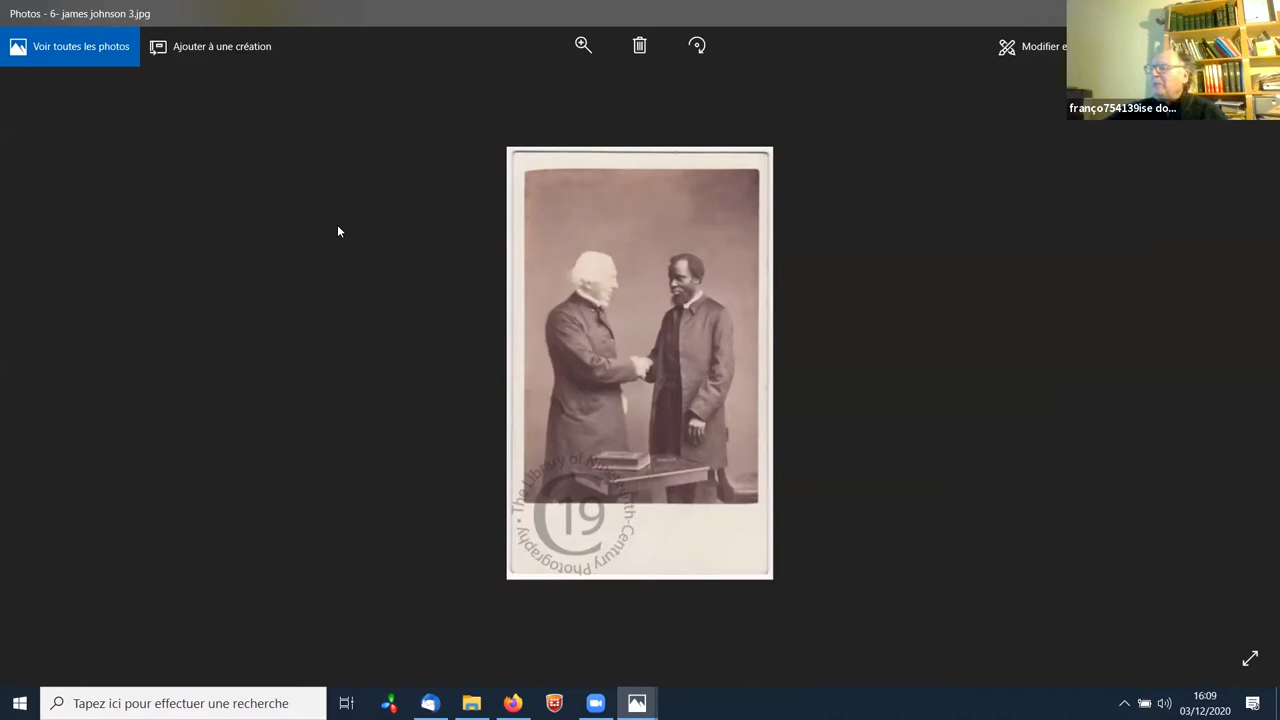 Photos - 6- james johnson 3.jpg
Voir toutes les photos
Ajouter à une création
Modifier e
franço754139ise do...
The Library of Nineteenth-Century Photography •
C
19
Tapez ici pour effectuer une recherche
16:09
03/12/2020